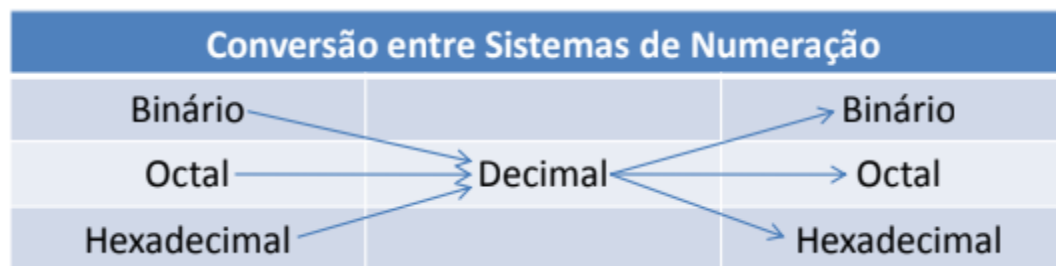 Conversão entre Sistemas de Numeração
Binário Binário
Octal Decimal Octal
Hexadecimal Hexadecimal